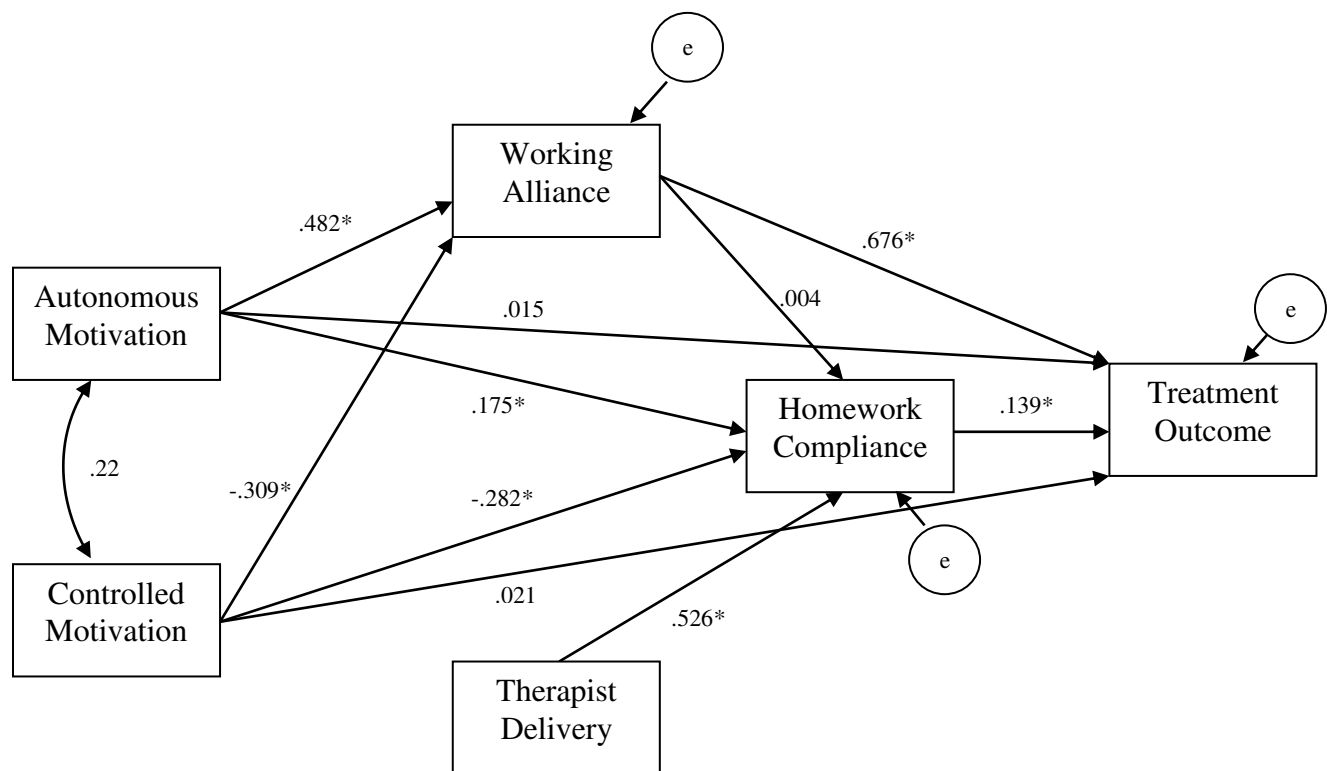 e
Working
Alliance
.482*
.676*
Autonomous
Motivation
.015
.004
e
Treatment
Outcome
Homework
Compliance
.139*
.175*
.22
-.309*
-.282*
e
Controlled
Motivation
.021
.526*
Therapist
Delivery